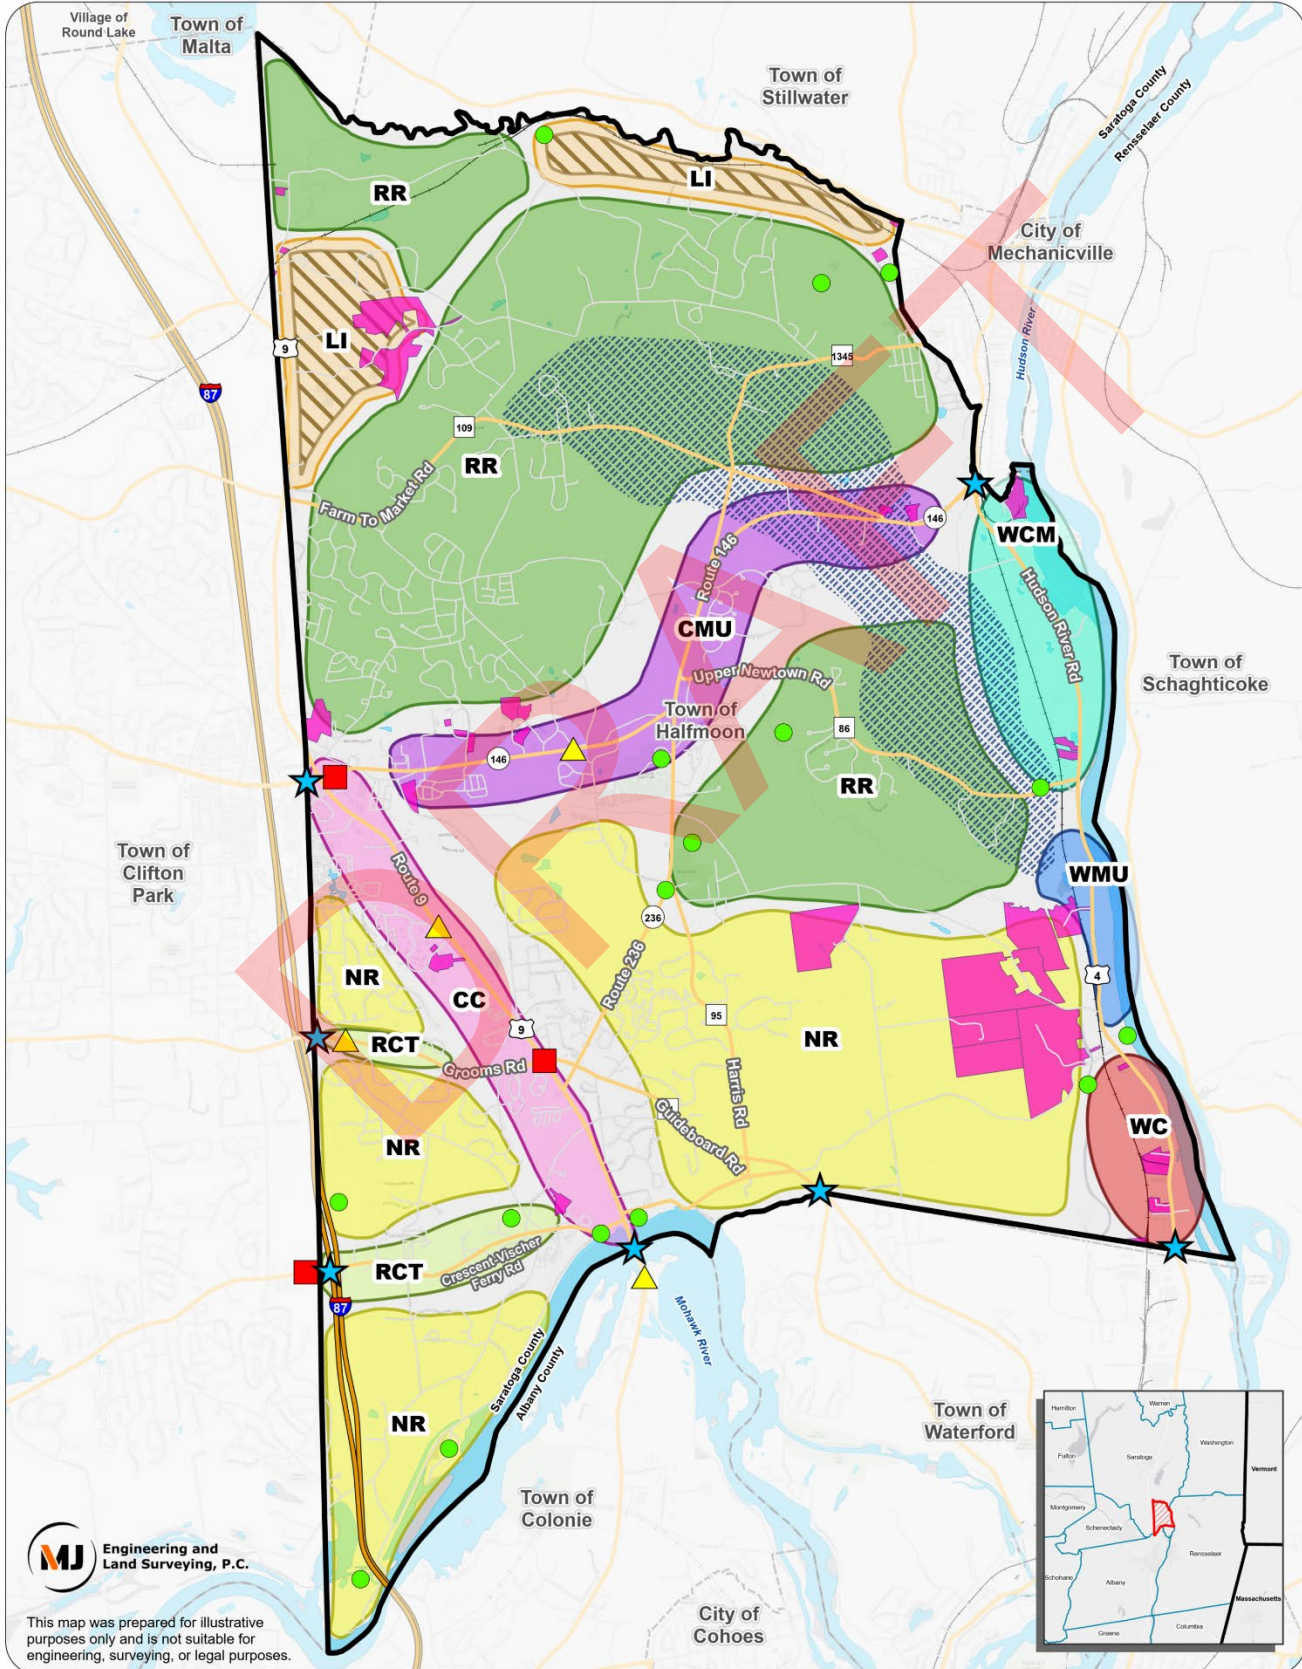 Village of
Round Lake
Town of
Malta
Town of
Stillwater
Saratoga County
Rensselaer County
RR
LI
City of
Mechanicville
Hudson River
9
LI
87
1345
109
RR
Farm To Market Rd
146
WCM
Route 146
Hudson River Rd
CMU
Upper Newtown Rd
Town of
Schaghticoke
Town of
Halfmoon
86
146
RR
Town of
Clifton
Park
Route 9
WMU
236
Route 236
4
NR
CC
95
9
NR
RCT
Grooms Rd
Harris Rd
Guideboard Rd
WC
NR
RCT
Crescent-Vischer
Ferry Rd
87
Mohawk River
Saratoga County
Albany County
NR
Town of
Waterford
Town of
Colonie
City of
Cohoes
DRAFT
MJ
Engineering and
Land Surveying, P.C.
This map was prepared for illustrative
purposes only and is not suitable for
engineering, surveying, or legal purposes.
Hamilton
Warren
Fulton
Saratoga
Washington
Vermont
Montgomery
Schenectady
Rensselaer
Schoharie
Albany
Massachusetts
Greene
Columbia